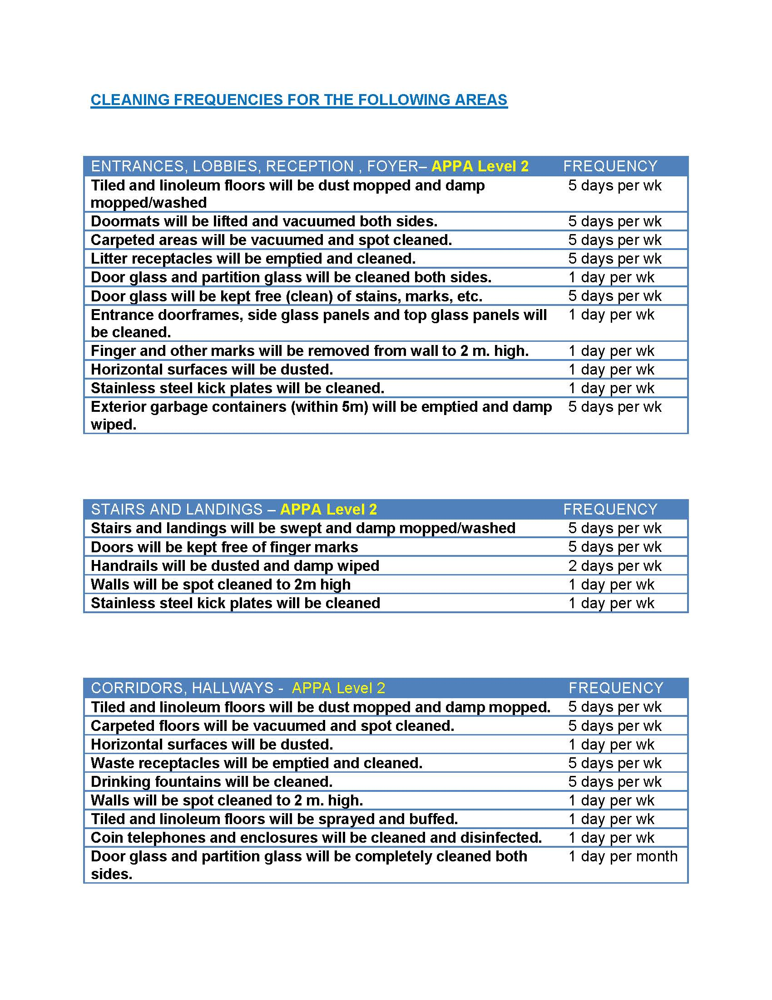 CLEANING FREQUENCIES FOR THE FOLLOWING AREAS
ENTRANCES, LOBBIES, RECEPTION , FOYER– APPA Level 2 FREQUENCY
Tiled and linoleum floors will be dust mopped and damp 5 days per wk
mopped/washed
Doormats will be lifted and vacuumed both sides. 5 days per wk
Carpeted areas will be vacuumed and spot cleaned. 5 days per wk
Litter receptacles will be emptied and cleaned. 5 days per wk
Door glass and partition glass will be cleaned both sides. 1 day per wk
Door glass will be kept free (clean) of stains, marks, etc. 5 days per wk
Entrance doorframes, side glass panels and top glass panels will 1 day per wk
be cleaned.
Finger and other marks will be removed from wall to 2 m. high. 1 day per wk
Horizontal surfaces will be dusted. 1 day per wk
Stainless steel kick plates will be cleaned. 1 day per wk
Exterior garbage containers (within 5m) will be emptied and damp 5 days per wk
wiped.
STAIRS AND LANDINGS – APPA Level 2 FREQUENCY
Stairs and landings will be swept and damp mopped/washed 5 days per wk
Doors will be kept free of finger marks 5 days per wk
Handrails will be dusted and damp wiped 2 days per wk
Walls will be spot cleaned to 2m high 1 day per wk
Stainless steel kick plates will be cleaned 1 day per wk
CORRIDORS, HALLWAYS - APPA Level 2 FREQUENCY
Tiled and linoleum floors will be dust mopped and damp mopped. 5 days per wk
Carpeted floors will be vacuumed and spot cleaned. 5 days per wk
Horizontal surfaces will be dusted. 1 day per wk
Waste receptacles will be emptied and cleaned. 5 days per wk
Drinking fountains will be cleaned. 5 days per wk
Walls will be spot cleaned to 2 m. high. 1 day per wk
Tiled and linoleum floors will be sprayed and buffed. 1 day per wk
Coin telephones and enclosures will be cleaned and disinfected. 1 day per wk
Door glass and partition glass will be completely cleaned both 1 day per month
sides.